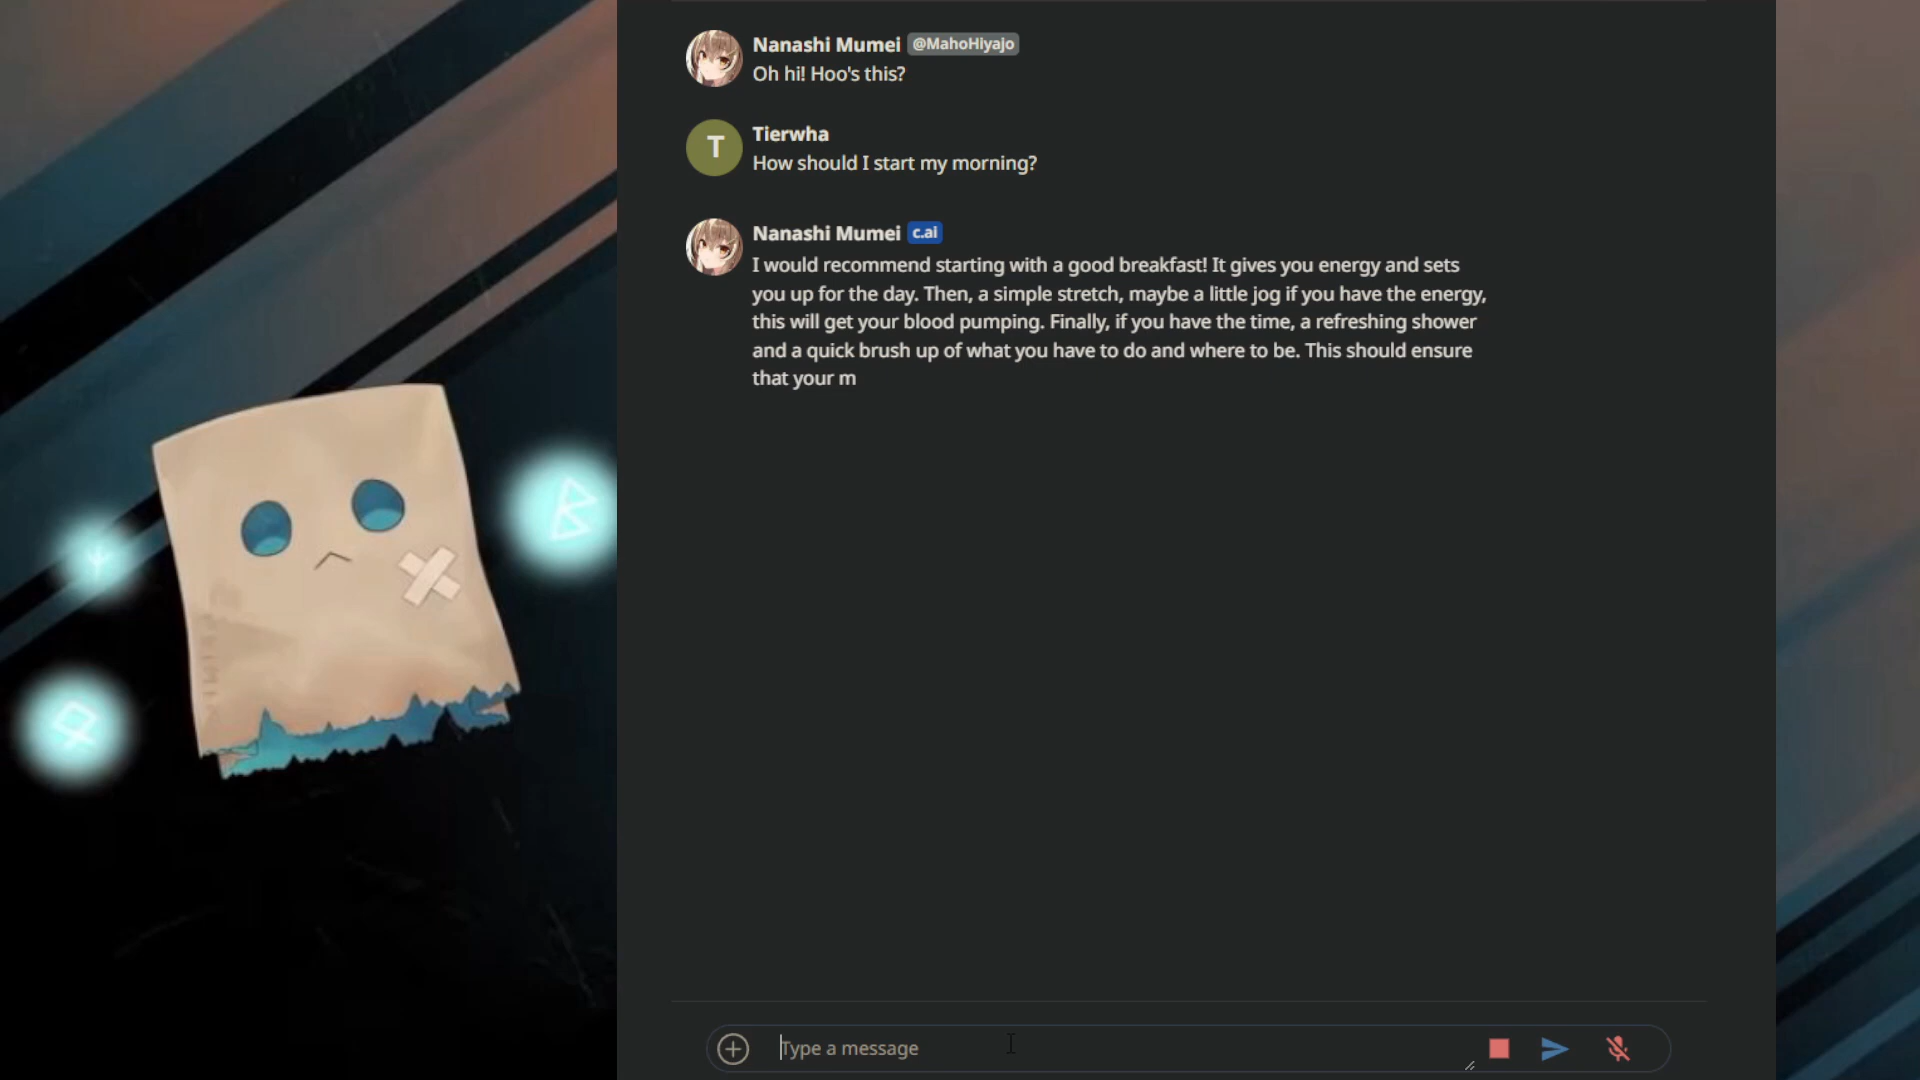 Nanashi Mumei @MahoHiyajo
Oh hi! Hoo's this?
T
Tierwha
How should I start my morning?
Nanashi Mumei c.ai
I would recommend starting with a good breakfast! It gives you energy and sets
you up for the day. Then, a simple stretch, maybe a little jog if you have the energy,
this will get your blood pumping. Finally, if you have the time, a refreshing shower
and a quick brush up of what you have to do and where to be. This should ensure
that your m
Type a message